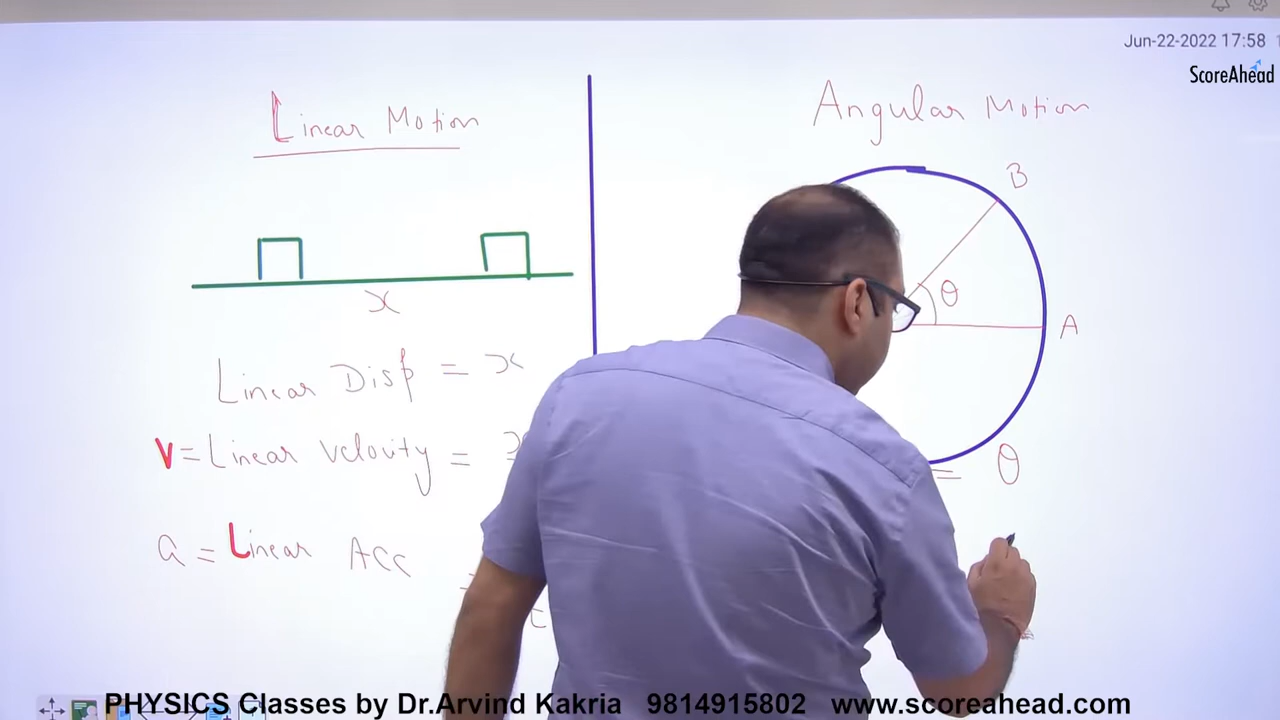 Jun-22-2022 17:58
ScoreAhead
Linear Motion
x
Linear Disp = x
V = Linear Velouty =
a = Linear Acc
=
t
Angular Motion
B
θ
A
= θ
PHYSICS Classes by Dr.Arvind Kakria 9814915802 www.scoreahead.com